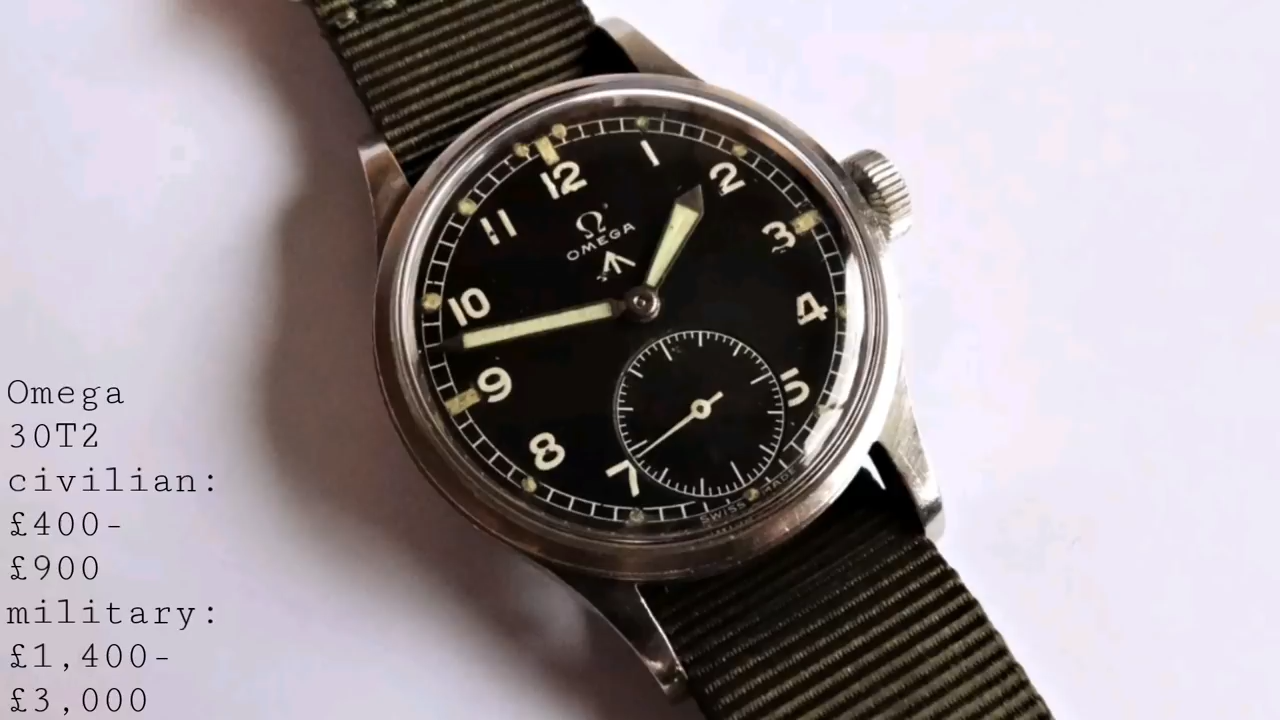 Omega
30T2
civilian:
£400-
£900
military:
£1,400-
£3,000
12
1
2
3
4
5
7
8
9
10
11
Ω
OMEGA
SWISS MADE